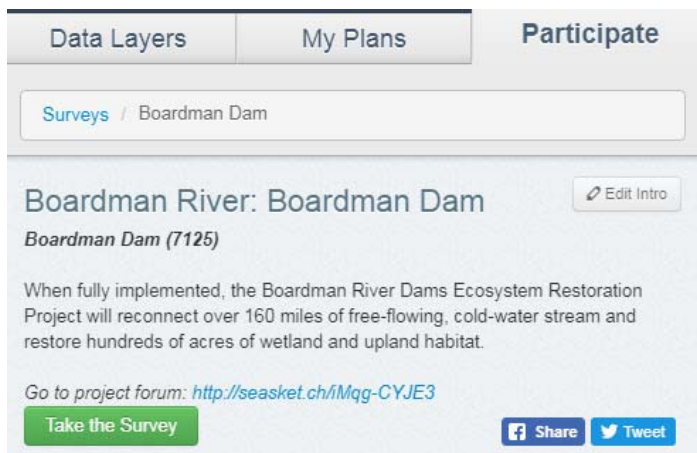 Data Layers My Plans Participate
Surveys / Boardman Dam
Boardman River: Boardman Dam
Edit Intro
Boardman Dam (7125)
When fully implemented, the Boardman River Dams Ecosystem Restoration
Project will reconnect over 160 miles of free-flowing, cold-water stream and
restore hundreds of acres of wetland and upland habitat.
Go to project forum: http://seasket.ch/iMqg-CYJE3
Take the Survey
Share Tweet